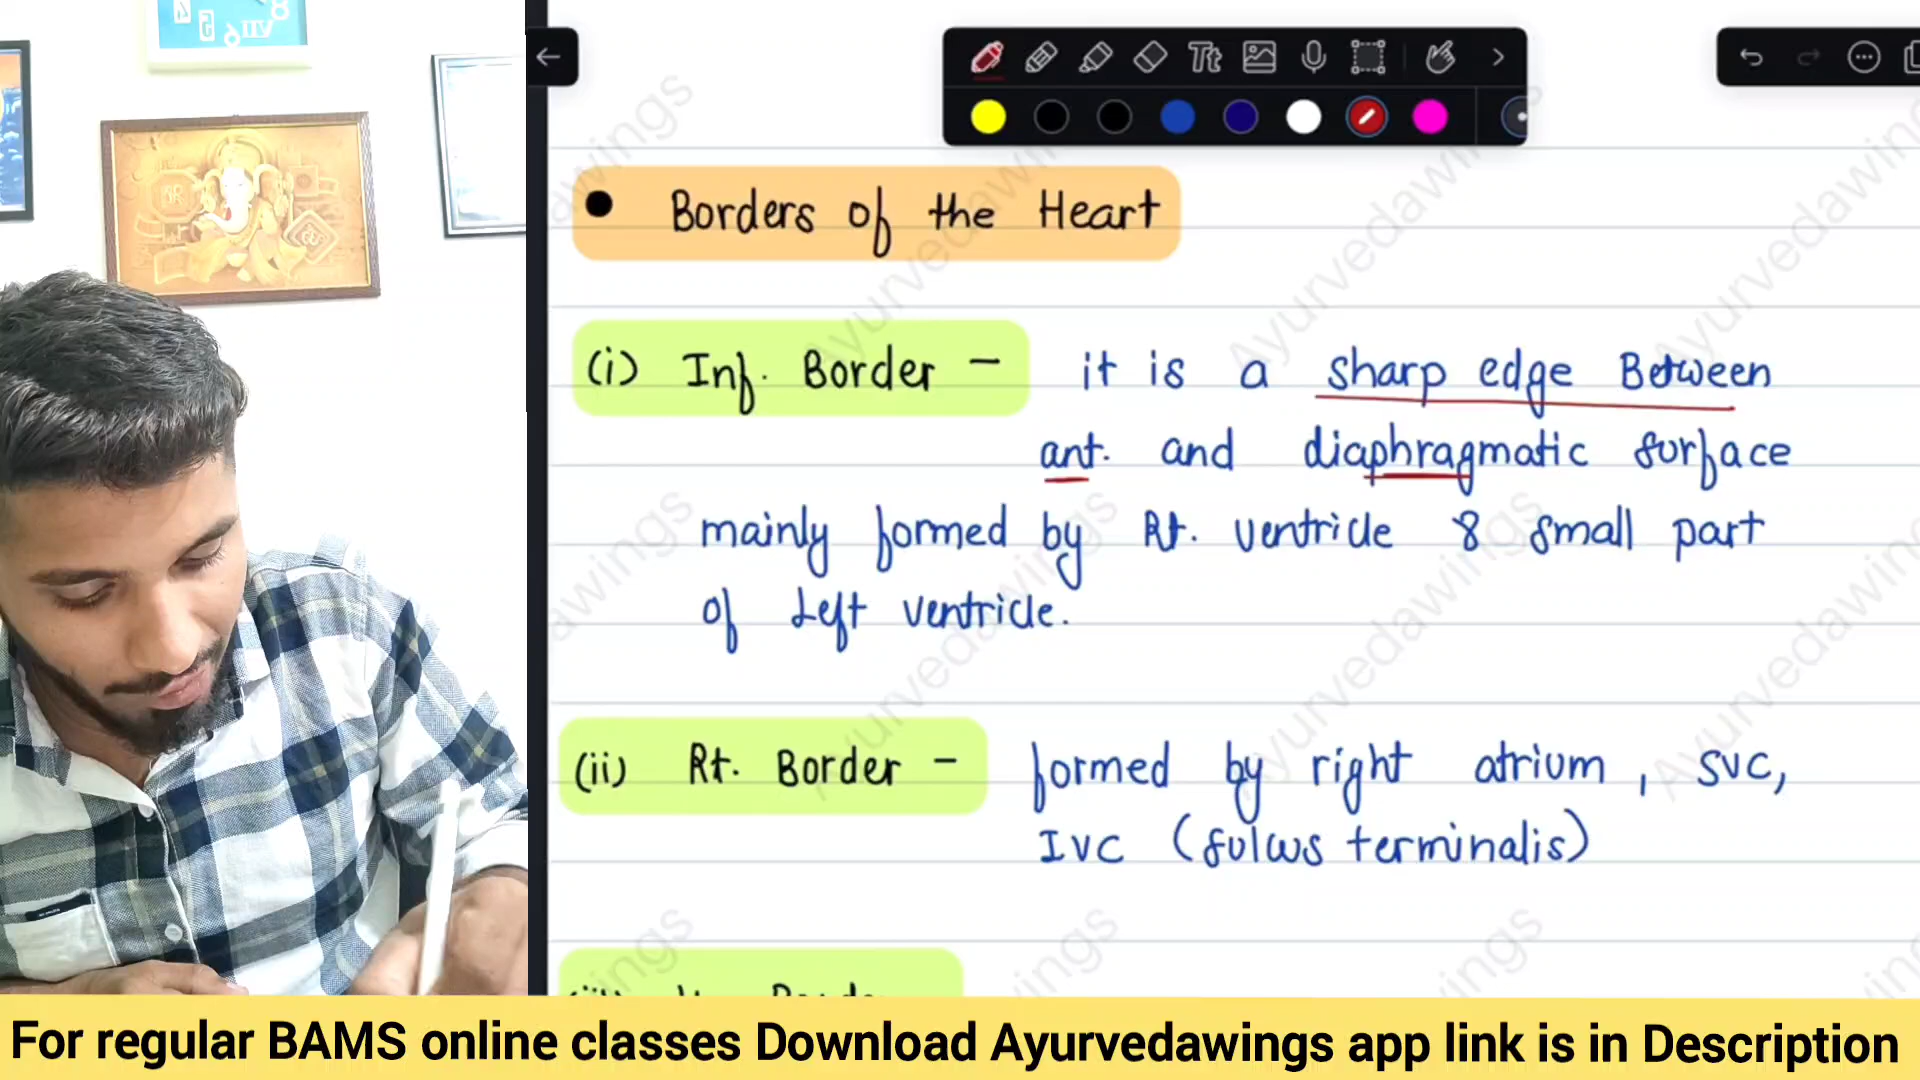 Tt
Borders of the Heart
(i) Inf. Border - it is a sharp edge Between
ant. and diaphragmatic surface
mainly formed by Rt. ventricle & small part
of Left ventricle.
(ii) Rt. Border - formed by right atrium, SVC,
IVC (sulcus terminalis)
Ayurvedawings
For regular BAMS online classes Download Ayurvedawings app link is in Description